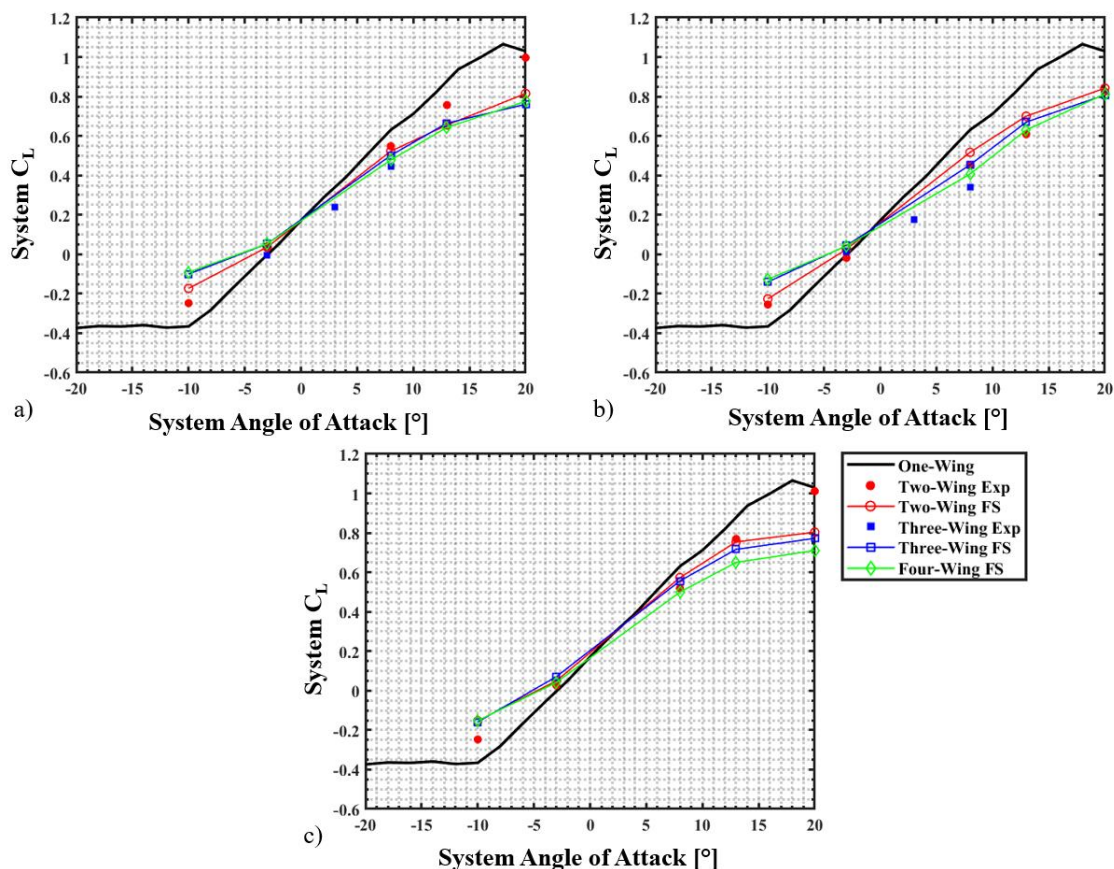 1.2
1
0.8
0.6
0.4
0.2
0
-0.2
-0.4
-0.6
System C_L
-20 -15 -10 -5 0 5 10 15 20
a)
System Angle of Attack [°]
1.2
1
0.8
0.6
0.4
0.2
0
-0.2
-0.4
-0.6
System C_L
-20 -15 -10 -5 0 5 10 15 20
b)
System Angle of Attack [°]
1.2
1
0.8
0.6
0.4
0.2
0
-0.2
-0.4
-0.6
System C_L
-20 -15 -10 -5 0 5 10 15 20
c)
System Angle of Attack [°]
One-Wing
Two-Wing Exp
Two-Wing FS
Three-Wing Exp
Three-Wing FS
Four-Wing FS